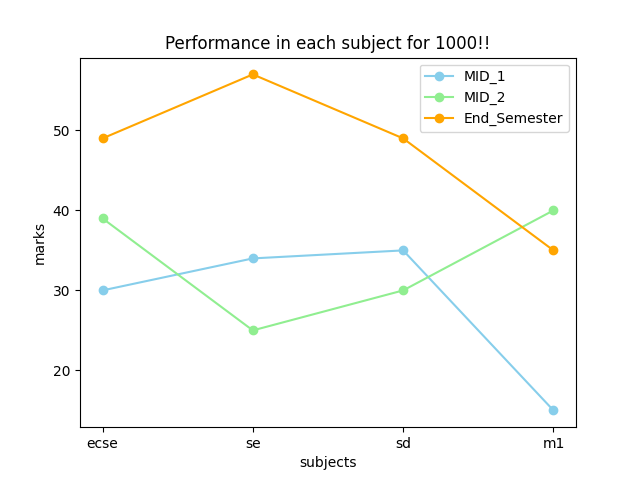 Performance in each subject for 1000!!
MID_1
MID_2
End_Semester
50
40
30
20
marks
ecse se sd m1
subjects